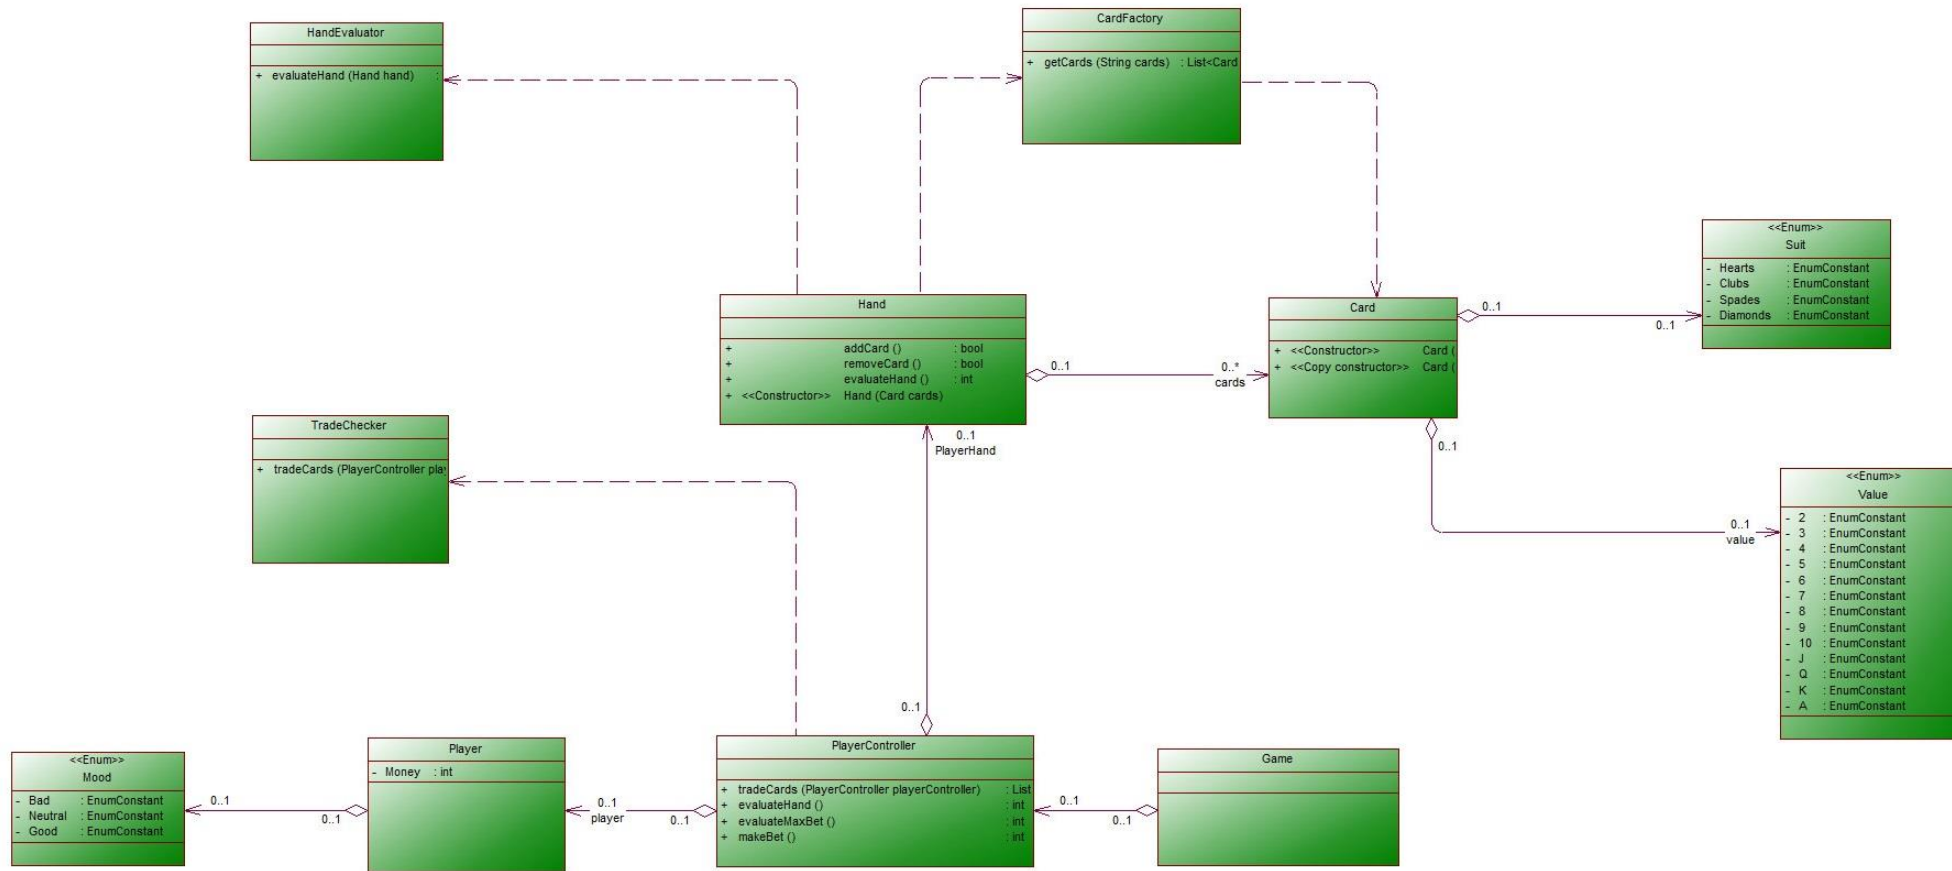 HandEvaluator
+ evaluateHand (Hand hand) :
CardFactory
+ getCards (String cards) : List<Card
<<Enum>>
Suit
- Hearts : EnumConstant
- Clubs : EnumConstant
- Spades : EnumConstant
- Diamonds : EnumConstant
Hand
+ addCard () : bool
+ removeCard () : bool
+ evaluateHand () : int
+ <<Constructor>> Hand (Card cards)
0..1
0..*
cards
Card
+ <<Constructor>> Card (
+ <<Copy constructor>> Card (
0..1
0..1
0..1
0..1
value
TradeChecker
+ tradeCards (PlayerController play
0..1
PlayerHand
<<Enum>>
Value
- 2 : EnumConstant
- 3 : EnumConstant
- 4 : EnumConstant
- 5 : EnumConstant
- 6 : EnumConstant
- 7 : EnumConstant
- 8 : EnumConstant
- 9 : EnumConstant
- 10 : EnumConstant
- J : EnumConstant
- Q : EnumConstant
- K : EnumConstant
- A : EnumConstant
0..1
<<Enum>>
Mood
- Bad : EnumConstant
- Neutral : EnumConstant
- Good : EnumConstant
0..1
0..1
Player
- Money : int
0..1
player
0..1
PlayerController
+ tradeCards (PlayerController playerController) : List
+ evaluateHand () : int
+ evaluateMaxBet () : int
+ makeBet () : int
0..1
0..1
Game